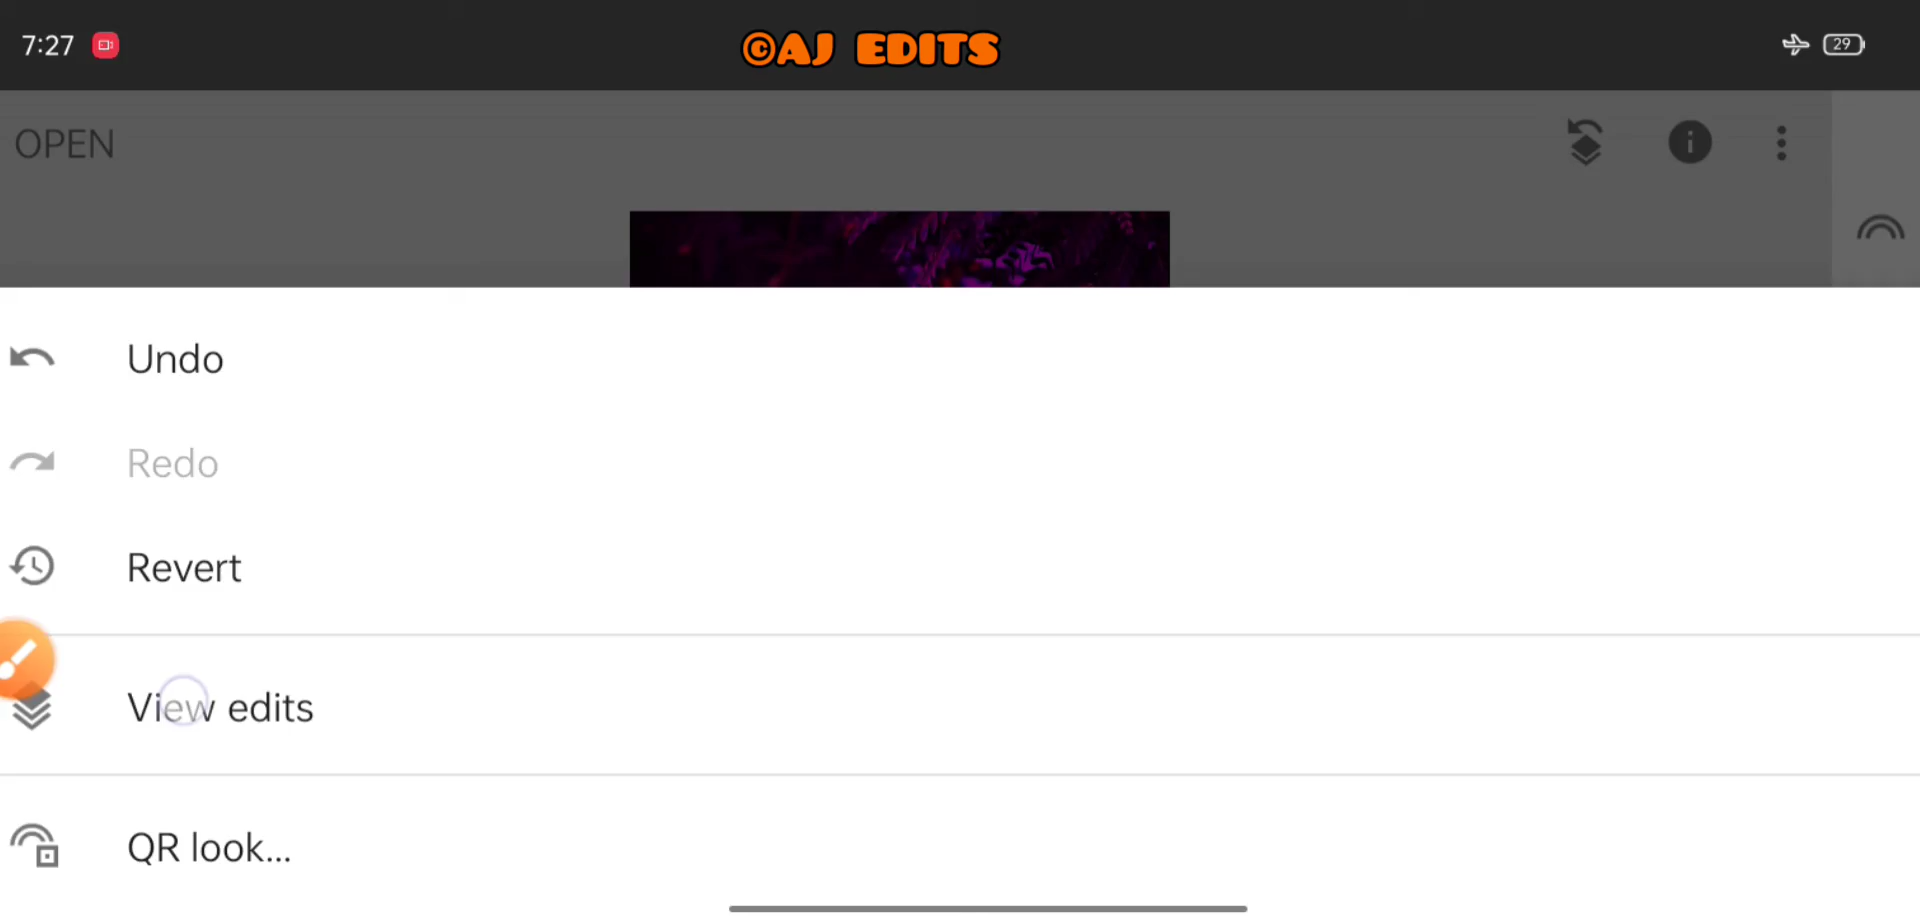 7:27
©AJ EDITS
29
OPEN
Undo
Redo
Revert
View edits
QR look...